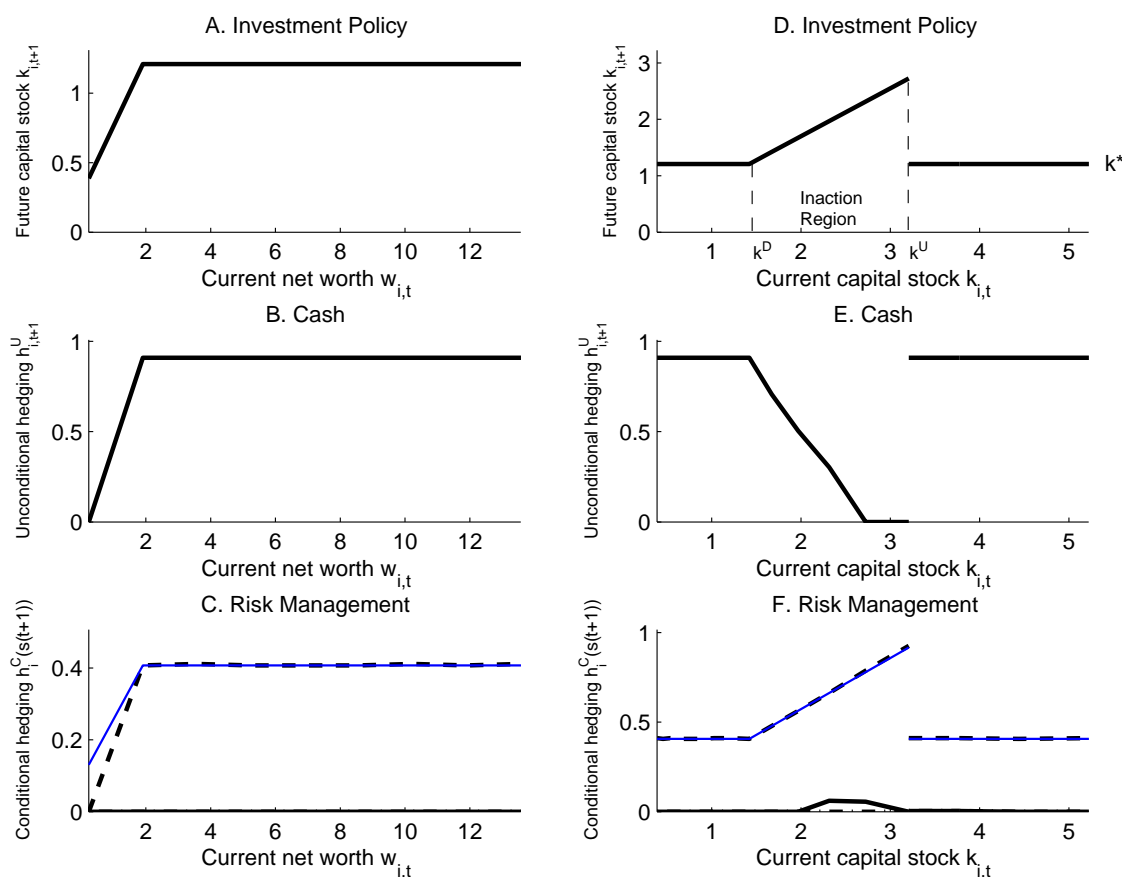 A. Investment Policy
Future capital stock k_{i,t+1}
1
0.5
0
2 4 6 8 10 12
Current net worth w_{i,t}
B. Cash
Unconditional hedging h^U_{i,t+1}
1
0.5
0
2 4 6 8 10 12
Current net worth w_{i,t}
C. Risk Management
Conditional hedging h^C_i(s(t+1))
0.4
0.2
0
2 4 6 8 10 12
Current net worth w_{i,t}
D. Investment Policy
Future capital stock k_{i,t+1}
3
2
1
0
k*
Inaction
Region
k^D
k^U
1 2 3 4 5
Current capital stock k_{i,t}
E. Cash
Unconditional hedging h^U_{i,t+1}
1
0.5
0
1 2 3 4 5
Current capital stock k_{i,t}
F. Risk Management
Conditional hedging h^C_i(s(t+1))
1
0.5
0
1 2 3 4 5
Current capital stock k_{i,t}